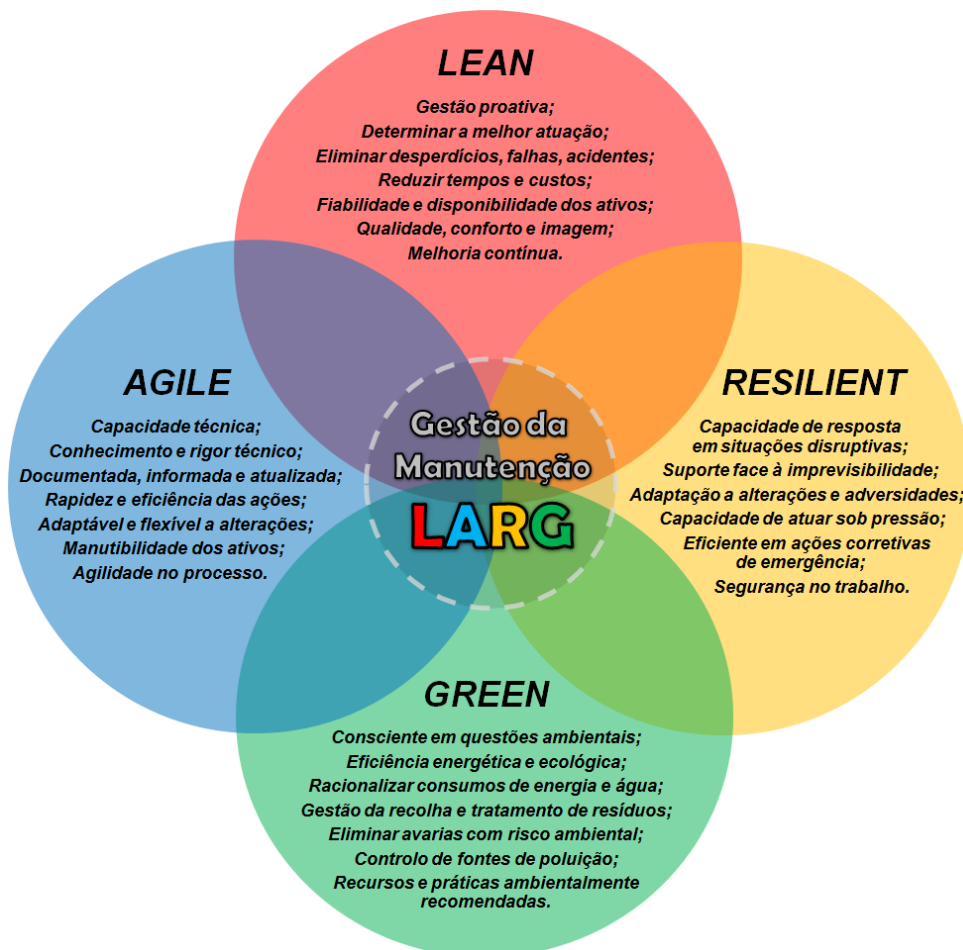 LEAN
Gestão proativa;
Determinar a melhor atuação;
Eliminar desperdícios, falhas, acidentes;
Reduzir tempos e custos;
Fiabilidade e disponibilidade dos ativos;
Qualidade, conforto e imagem;
Melhoria contínua.
AGILE
Capacidade técnica;
Conhecimento e rigor técnico;
Documentada, informada e atualizada;
Rapidez e eficiência das ações;
Adaptável e flexível a alterações;
Manutibilidade dos ativos;
Agilidade no processo.
Gestão da
Manutenção
LARG
RESILIENT
Capacidade de resposta
em situações disruptivas;
Suporte face à imprevisibilidade;
Adaptação a alterações e adversidades;
Capacidade de atuar sob pressão;
Eficiente em ações corretivas
de emergência;
Segurança no trabalho.
GREEN
Consciente em questões ambientais;
Eficiência energética e ecológica;
Racionalizar consumos de energia e água;
Gestão da recolha e tratamento de resíduos;
Eliminar avarias com risco ambiental;
Controlo de fontes de poluição;
Recursos e práticas ambientalmente
recomendadas.